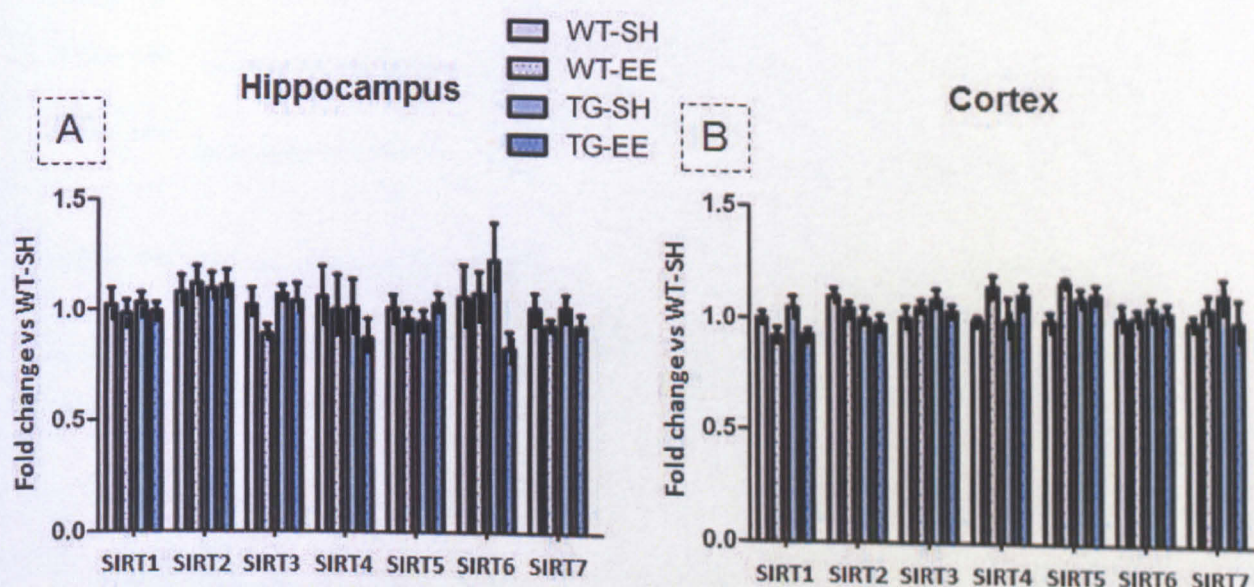 WT-SH
WT-EE
TG-SH
TG-EE
Hippocampus
A
Fold change vs WT-SH
1.5
1.0
0.5
0.0
SIRT1 SIRT2 SIRT3 SIRT4 SIRT5 SIRT6 SIRT7
Cortex
B
Fold change vs WT-SH
1.5
1.0
0.5
0.0
SIRT1 SIRT2 SIRT3 SIRT4 SIRT5 SIRT6 SIRT7